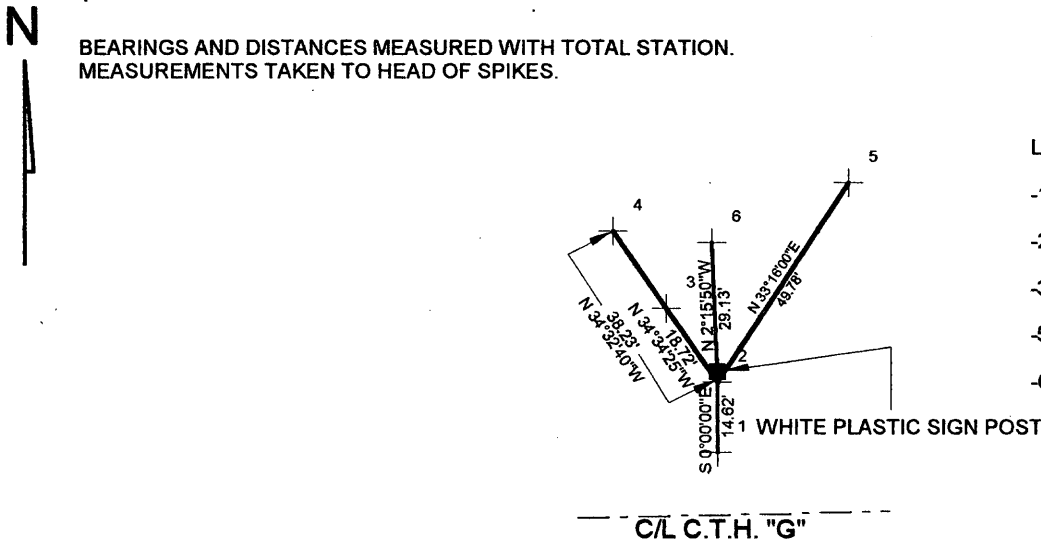 N
BEARINGS AND DISTANCES MEASURED WITH TOTAL STATION.
MEASUREMENTS TAKEN TO HEAD OF SPIKES.
5
4
6
3
N 33°16'00"E
49.78'
N 2°15'50"W
29.13'
18.72'
N 34°34'25"W
38.23'
N 34°32'40"W
2
S 0°00'00"E
14.62'
1
WHITE PLASTIC SIGN POST
C/L C.T.H. "G"